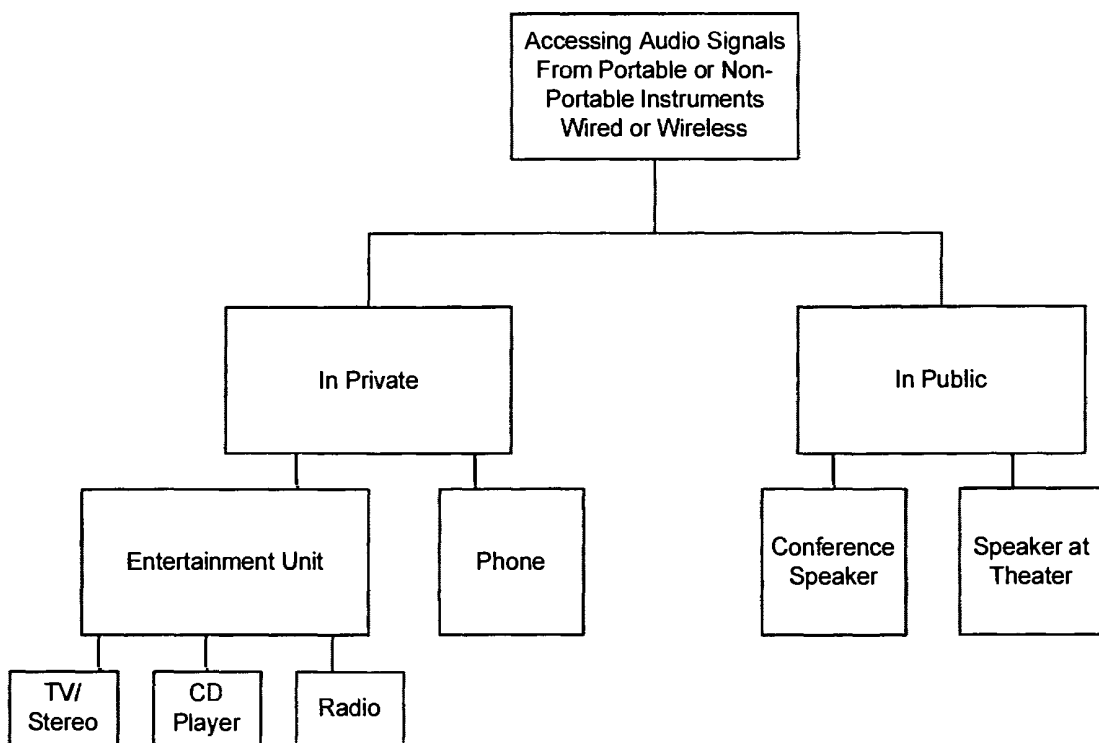 Accessing Audio Signals
From Portable or Non-
Portable Instruments
Wired or Wireless
In Private
In Public
Entertainment Unit
Phone
Conference
Speaker
Speaker at
Theater
TV/
Stereo
CD
Player
Radio